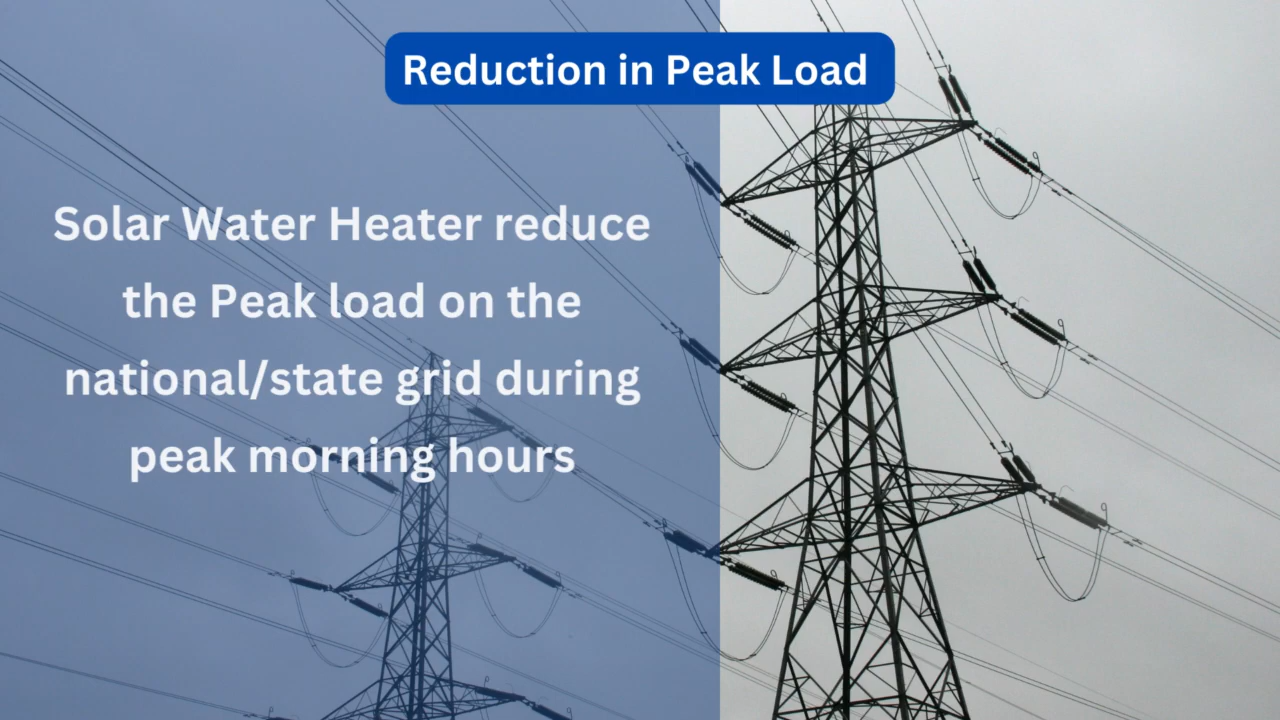 Reduction in Peak Load
Solar Water Heater reduce
the Peak load on the
national/state grid during
peak morning hours